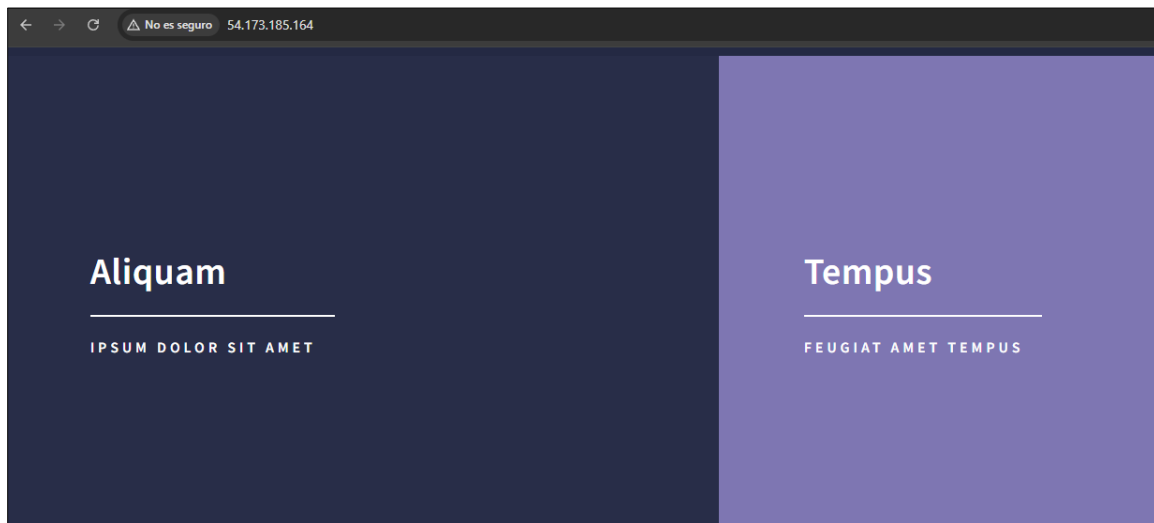 No es seguro 54.173.185.164
Aliquam
IPSUM DOLOR SIT AMET
Tempus
FEUGIAT AMET TEMPUS